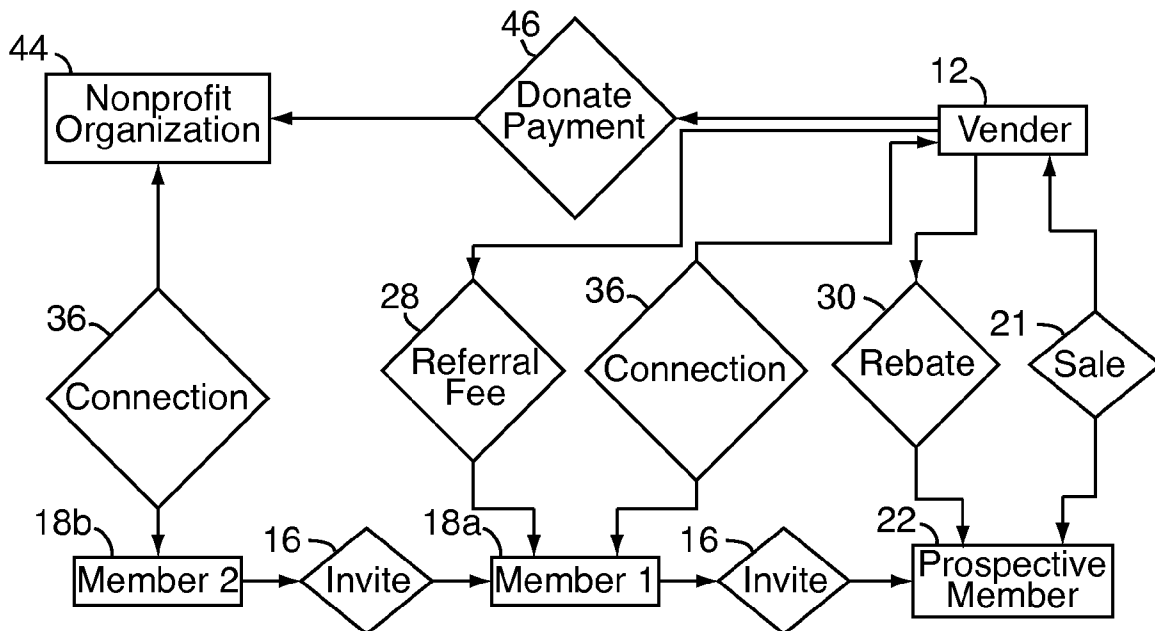 46
44
12
Nonprofit
Organization
Donate
Payment
Vender
36
28
36
30
21
Connection
Referral
Fee
Connection
Rebate
Sale
18b
16
18a
16
22
Member 2
Invite
Member 1
Invite
Prospective
Member